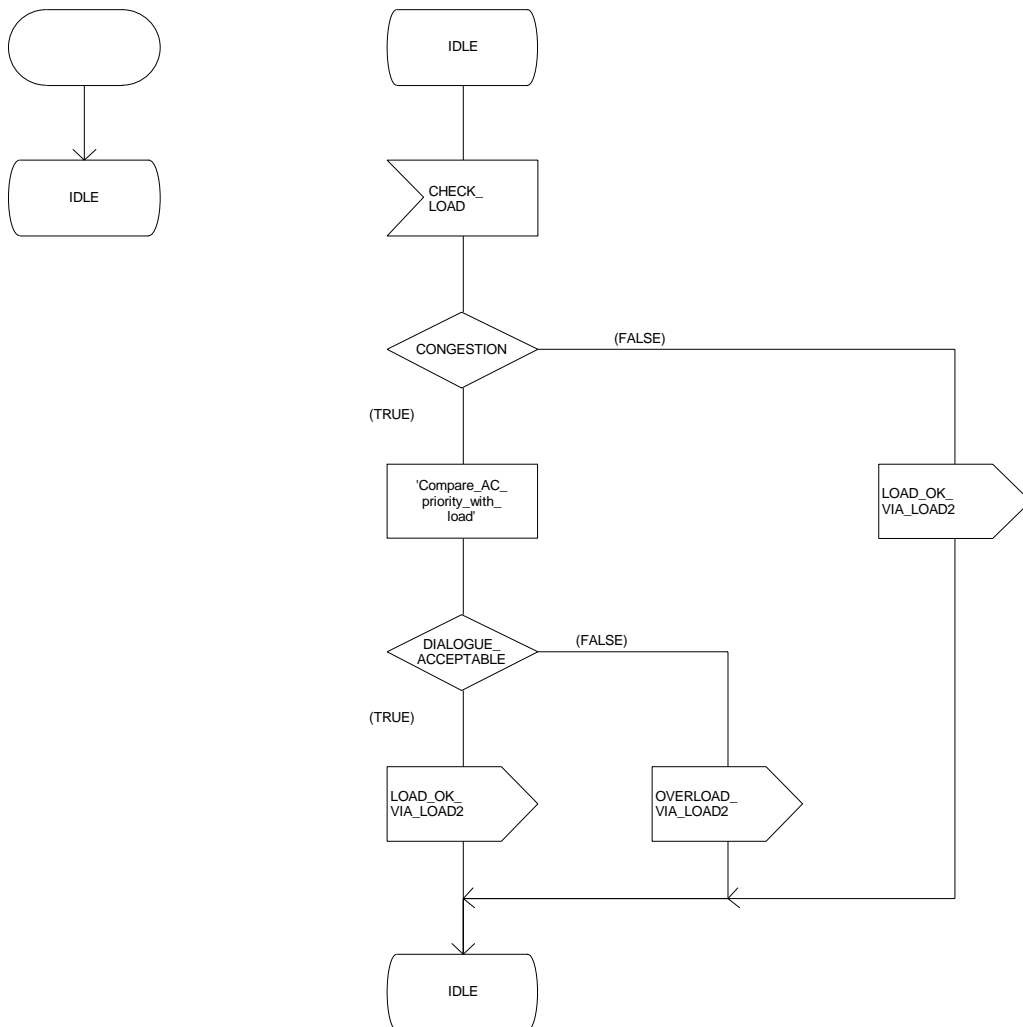 IDLE
IDLE
CHECK_
LOAD
CONGESTION
(FALSE)
(TRUE)
'Compare_AC_
priority_with_
load'
LOAD_OK_
VIA_LOAD2
DIALOGUE_
ACCEPTABLE
(FALSE)
(TRUE)
LOAD_OK_
VIA_LOAD2
OVERLOAD_
VIA_LOAD2
IDLE